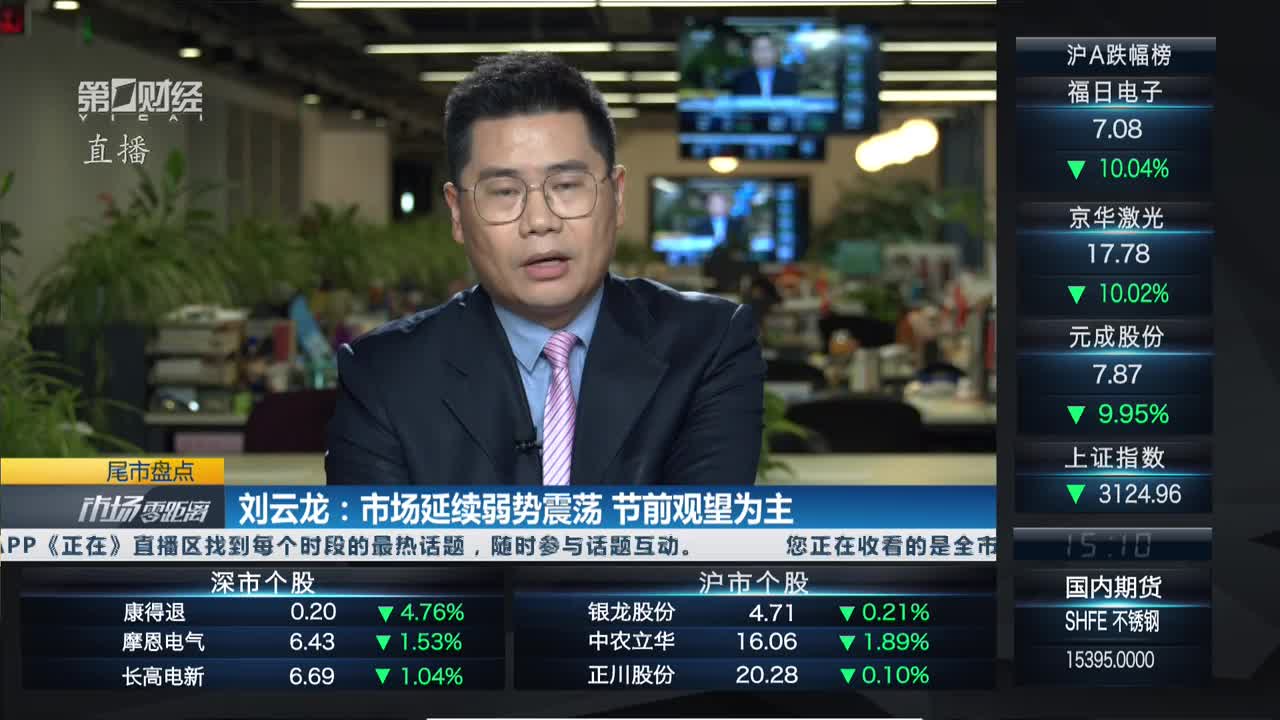 第一财经
YICAI
直播
沪A跌幅榜
福日电子
7.08
▼ 10.04%
京华激光
17.78
▼ 10.02%
元成股份
7.87
▼ 9.95%
上证指数
▼ 3124.96
15:10
国内期货
SHFE 不锈钢
15395.0000
尾市盘点
市场零距离
刘云龙：市场延续弱势震荡 节前观望为主
APP《正在》直播区找到每个时段的最热话题，随时参与话题互动。 您正在收看的是全市
深市个股
康得退 0.20 ▼4.76%
摩恩电气 6.43 ▼1.53%
长高电新 6.69 ▼1.04%
沪市个股
银龙股份 4.71 ▼0.21%
中农立华 16.06 ▼1.89%
正川股份 20.28 ▼0.10%